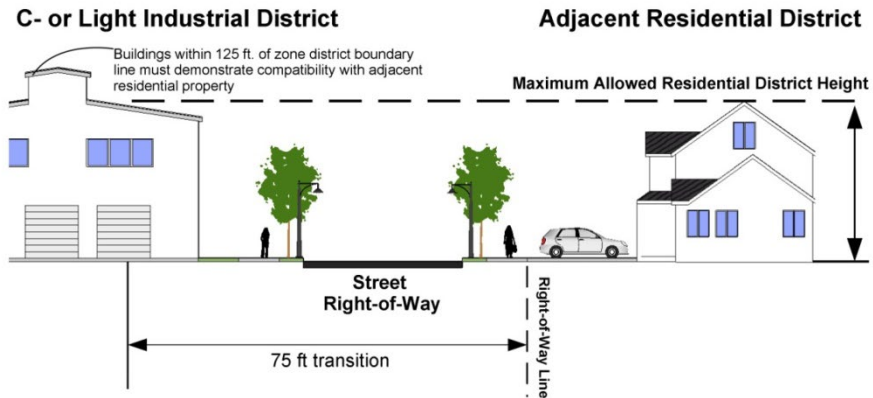 C- or Light Industrial District
Adjacent Residential District
Buildings within 125 ft. of zone district boundary
line must demonstrate compatibility with adjacent
residential property
Maximum Allowed Residential District Height
Street
Right-of-Way
Right-of-Way Line
75 ft transition